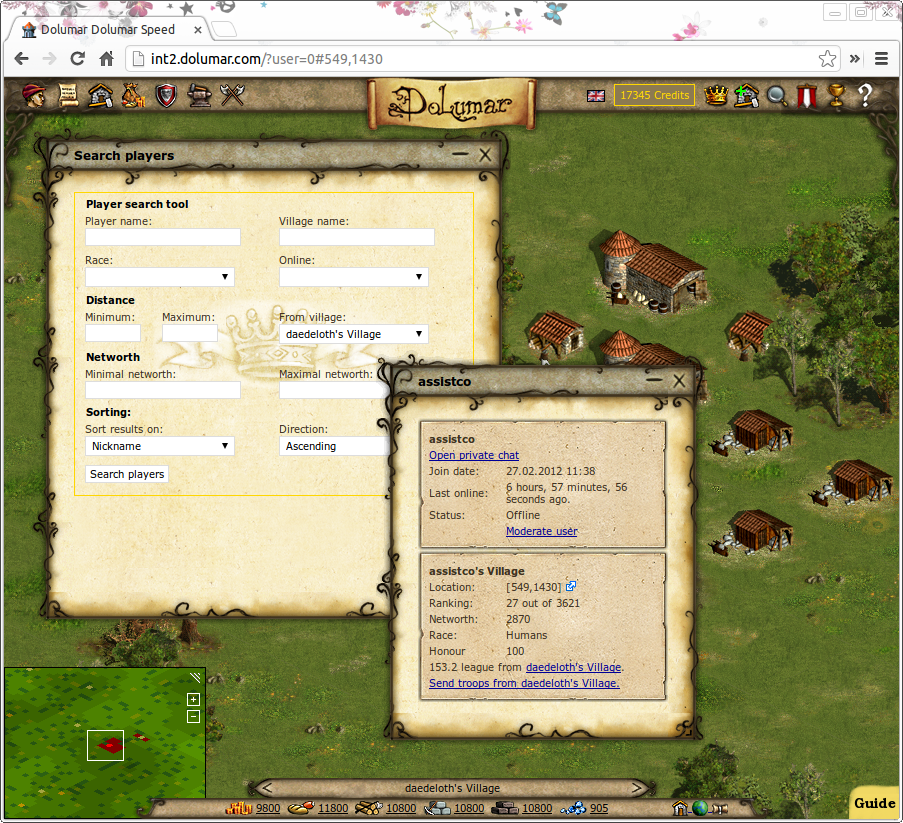 Dolumar Dolumar Speed
int2.dolumar.com/?user=0#549,1430
Dolumar
17345 Credits
Search players
Player search tool
Player name:
Village name:
Race:
Online:
Distance
Minimum:
Maximum:
From village:
daedeloth's Village
Networth
Minimal networth:
Maximal networth:
Sorting:
Sort results on:
Direction:
Nickname
Ascending
Search players
assistco
assistco
Open private chat
Join date: 27.02.2012 11:38
Last online: 6 hours, 57 minutes, 56
seconds ago.
Status: Offline
Moderate user
assistco's Village
Location: [549,1430]
Ranking: 27 out of 3621
Networth: 2870
Race: Humans
Honour 100
153.2 league from daedeloth's Village.
Send troops from daedeloth's Village.
daedeloth's Village
9800 11800 10800 10800 10800 905
Guide